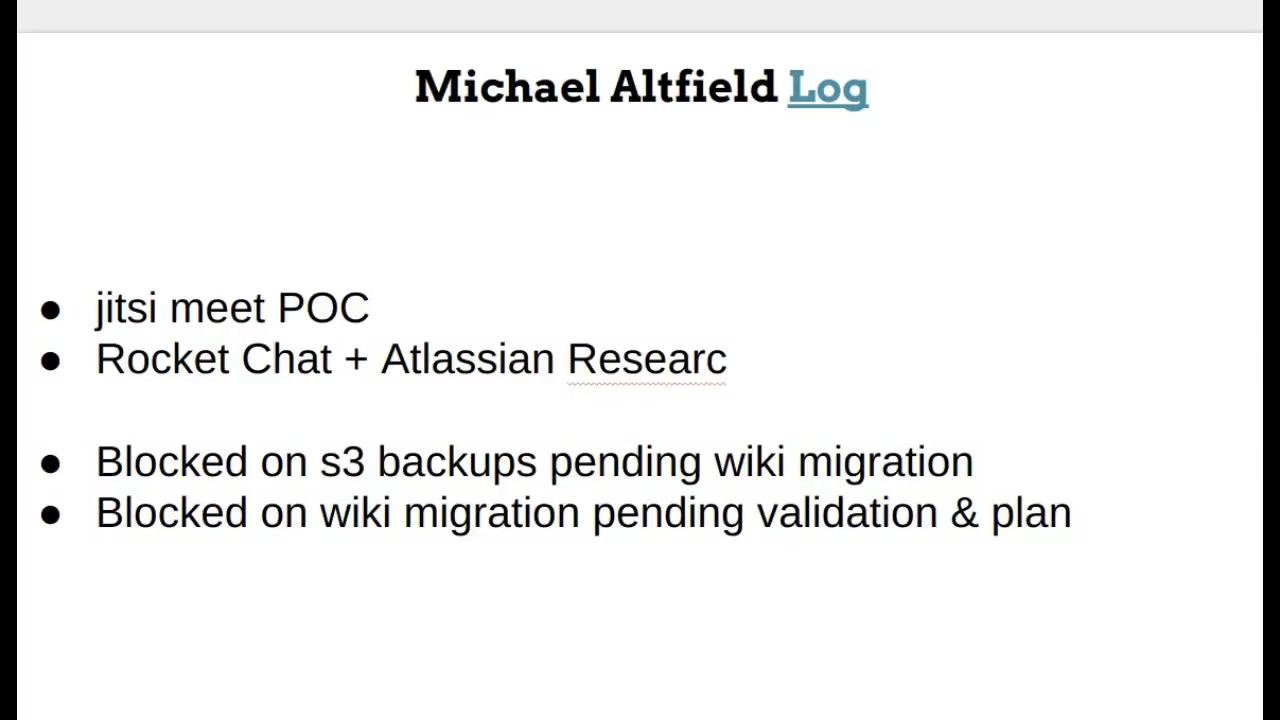 Michael Altfield Log
● jitsi meet POC
● Rocket Chat + Atlassian Researc
● Blocked on s3 backups pending wiki migration
● Blocked on wiki migration pending validation & plan